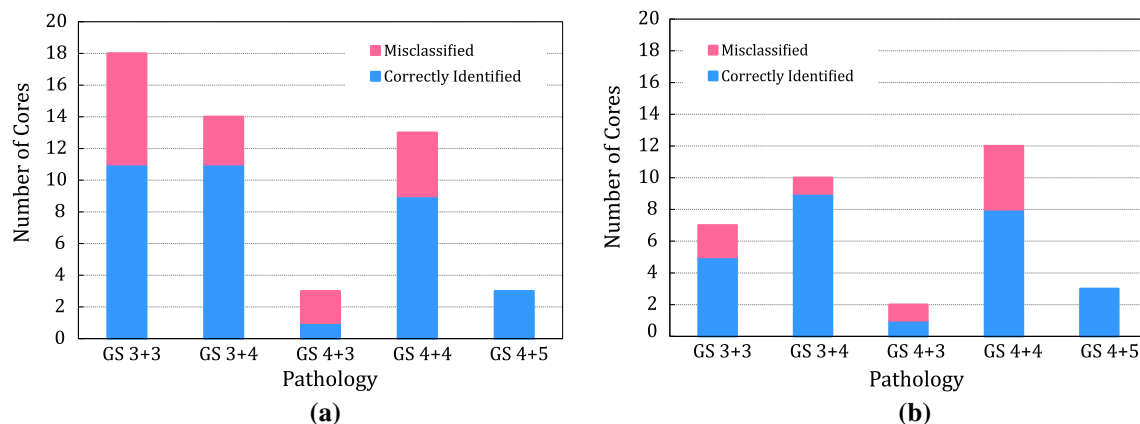 20
18
16
14
12
10
8
6
4
2
0
Number of Cores
Misclassified
Correctly Identified
GS 3+3 GS 3+4 GS 4+3 GS 4+4 GS 4+5
Pathology
(a)
20
18
16
14
12
10
8
6
4
2
0
Number of Cores
Misclassified
Correctly Identified
GS 3+3 GS 3+4 GS 4+3 GS 4+4 GS 4+5
Pathology
(b)